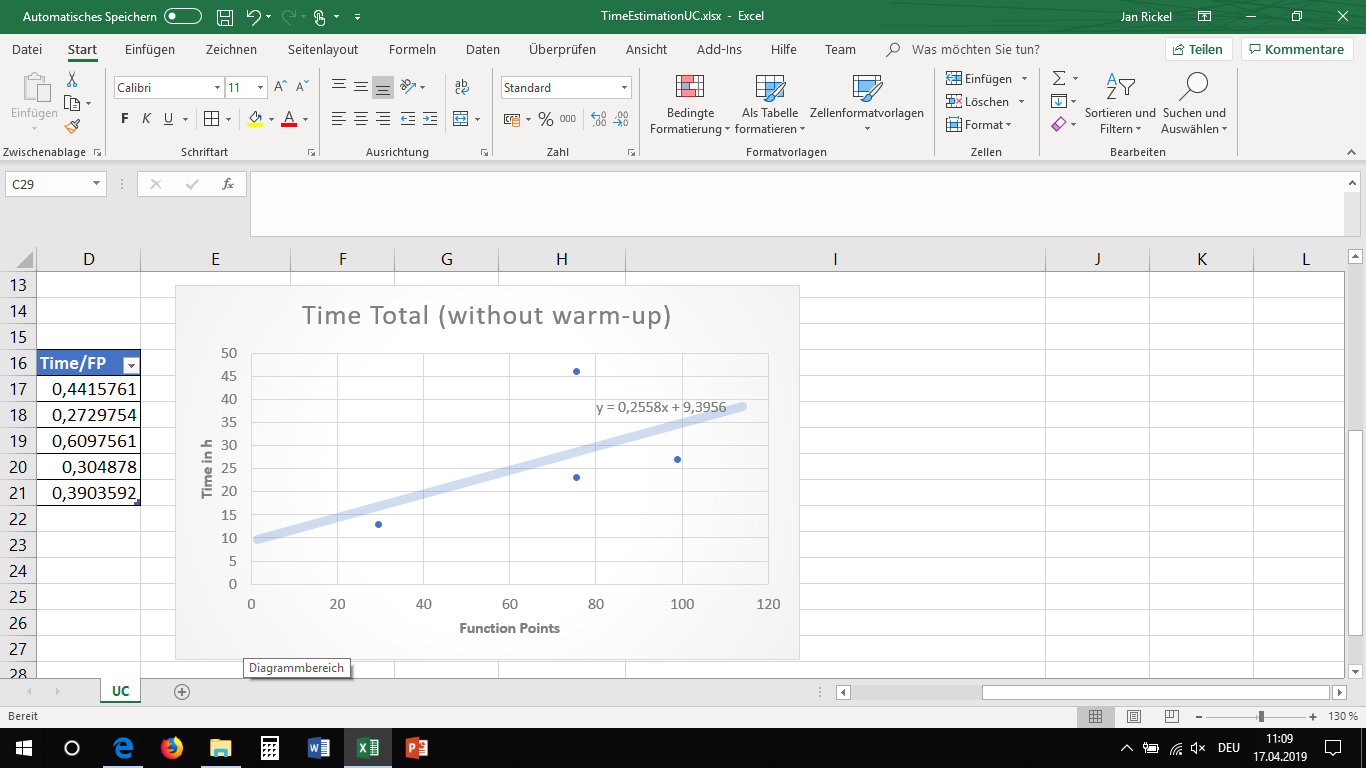 Automatisches Speichern
TimeEstimationUC.xlsx - Excel
Jan Rickel
Datei Start Einfügen Zeichnen Seitenlayout Formeln Daten Überprüfen Ansicht Add-Ins Hilfe Team Was möchten Sie tun? Teilen Kommentare
Einfügen
Zwischenablage
Calibri 11
F K U
Schriftart
ab
Ausrichtung
Standard
% 000
Zahl
Bedingte
Formatierung
Als Tabelle
formatieren
Zellenformatvorlagen
Formatvorlagen
Einfügen
Löschen
Format
Zellen
Sortieren und
Filtern
Suchen und
Auswählen
Bearbeiten
C29
fx
D E F G H I J K L
13
14
15
16 Time/FP
17 0,4415761
18 0,2729754
19 0,6097561
20 0,304878
21 0,3903592
22
23
24
25
26
27
28
Time Total (without warm-up)
Time in h
50
45
40
35
30
25
20
15
10
5
0
y = 0,2558x + 9,3956
0 20 40 60 80 100 120
Function Points
Diagrammbereich
UC
Bereit
130 %
DEU
11:09
17.04.2019